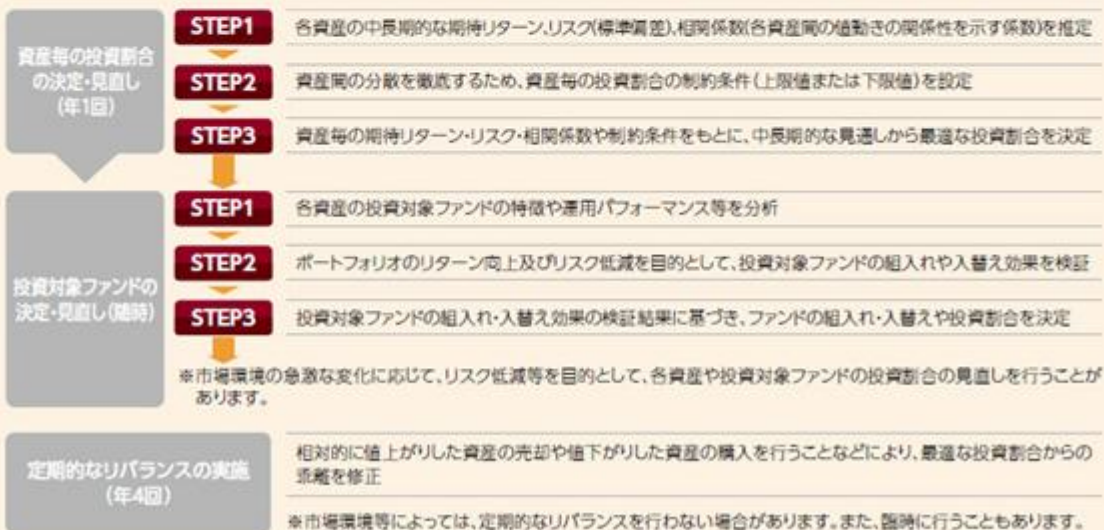 資産毎の投資割合
の決定・見直し
(年1回)
STEP1
各資産の中長期的な期待リターン、リスク(標準偏差)、相関係数(各資産間の値動きの関係性を示す係数)を推定
STEP2
資産間の分散を徹底するため、資産毎の投資割合の制約条件(上限値または下限値)を設定
STEP3
資産毎の期待リターン・リスク・相関係数や制約条件をもとに、中長期的な見通しから最適な投資割合を決定
投資対象ファンドの
決定・見直し(随時)
STEP1
各資産の投資対象ファンドの特徴や運用パフォーマンス等を分析
STEP2
ポートフォリオのリターン向上及びリスク低減を目的として、投資対象ファンドの組入れや入替え効果を検証
STEP3
投資対象ファンドの組入れ・入替え効果の検証結果に基づき、ファンドの組入れ・入替えや投資割合を決定
※市場環境の急激な変化に応じて、リスク低減等を目的として、各資産や投資対象ファンドの投資割合の見直しを行うことが
あります。
定期的なリバランスの実施
(年4回)
相対的に値上がりした資産の売却や値下がりした資産の購入を行うことなどにより、最適な投資割合からの
乖離を修正
※市場環境等によっては、定期的なリバランスを行わない場合があります。また、臨時に行うこともあります。